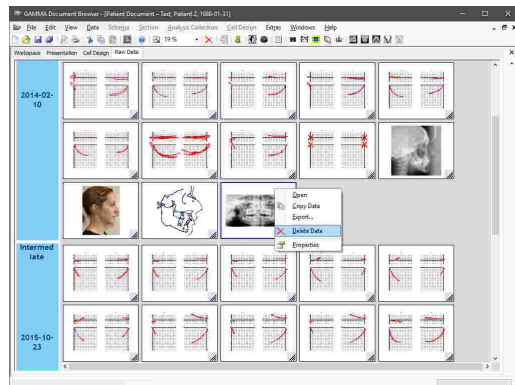 GAMMA Document Browser - [Patient Document - Test, Patient 2, 1980-01-31]
File Edit View Data Schema Section Analysis Collection Cell Design Extras Windows Help
19 %
Workspace Presentation Cell Design Raw Data
2014-02-
10
Open
Copy Data
Export...
Delete Data
Properties
Intermed
iate
2015-10-
23